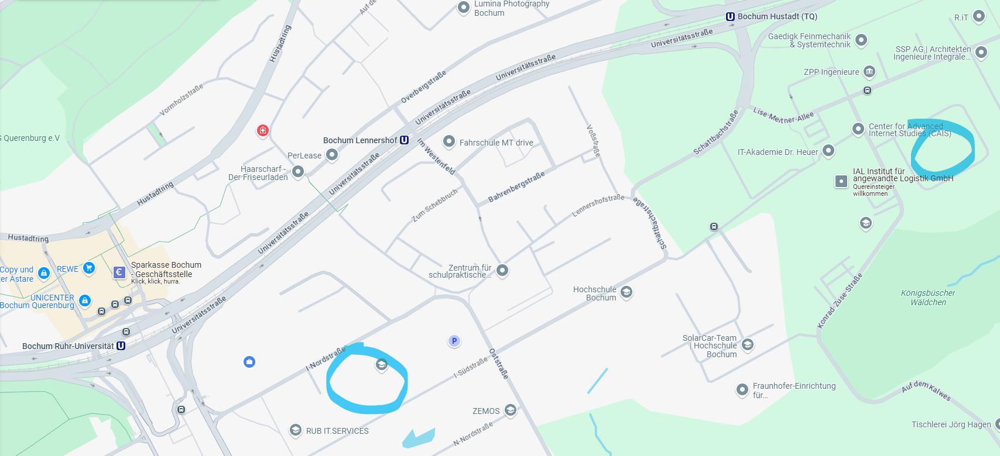 Lumina Photography
Bochum
Auf de
Bochum Hustadt (TQ)
R.iT
Hustadtring
Universitätsstraße
Gaedigk Feinmechanik
& Systemtechnik
SSP AG | Architekten
Ingenieure Integrale...
Universitätsstraße
ZPP Ingenieure
Overbergstraße
Vormholzstraße
Universitätsstraße
Lise-Meitner-Allee
Center for Advanced
Internet Studies (CAIS)
S Querenburg e.V
Bochum Lennershof
Fahrschule MT drive
Voßstraße
Schattbachstraße
IT-Akademie Dr. Heuer
PerLease
Im Westenfeld
Haarscharf -
Der Friseurladen
Universitätsstraße
IAL Institut für
angewandte Logistik GmbH
Quereinsteiger
willkommen
Hustadtring
Bahrenbergstraße
Zum Schebbruch
Lennershofstraße
Schattbachstraße
Hustadtring
Universitätsstraße
Sparkasse Bochum
- Geschäftsstelle
Klick, klick, hurra.
Copy und
er Astare
REWE
Zentrum für
schulpraktische...
Hochschule
Bochum
Königsbüscher
Wäldchen
UNICENTER
Bochum Querenburg
Universitätsstraße
Konrad-Zuse-Straße
Bochum Ruhr-Universität
P
SolarCar-Team
| Hochschule
Bochum
I-Nordstraße
I-Südstraße
Oststraße
Fraunhofer-Einrichtung
für...
Auf dem Kalwes
ZEMOS
RUB IT.SERVICES
N-Nordstraße
Tischlerei Jörg Hagen